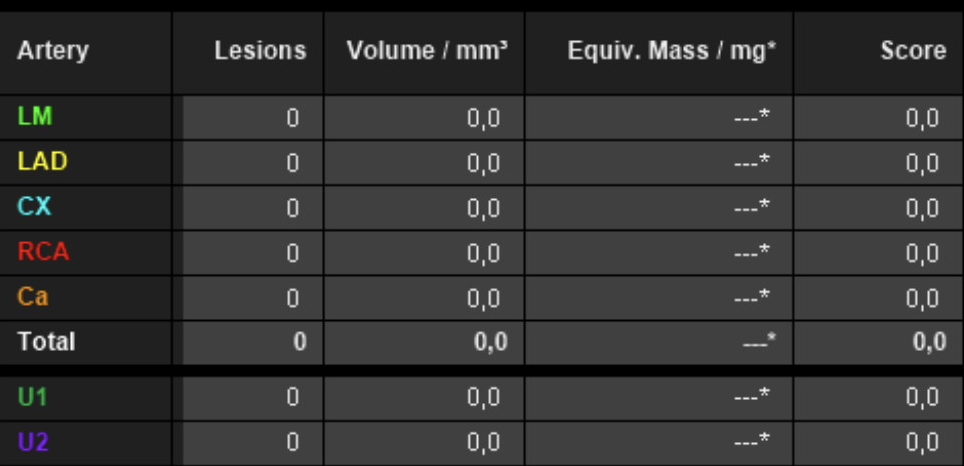 Artery Lesions Volume / mm³ Equiv. Mass / mg* Score
LM 0 0,0 ---* 0,0
LAD 0 0,0 ---* 0,0
CX 0 0,0 ---* 0,0
RCA 0 0,0 ---* 0,0
Ca 0 0,0 ---* 0,0
Total 0 0,0 ---* 0,0
U1 0 0,0 ---* 0,0
U2 0 0,0 ---* 0,0